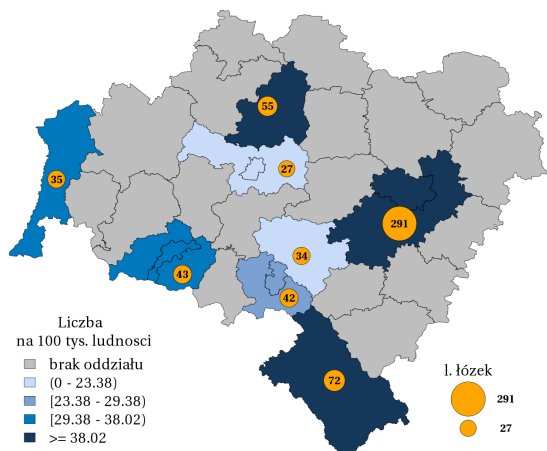 55
27
35
291
34
43
42
72
Liczba
na 100 tys. ludnosci
brak oddziału
(0 - 23.38)
[23.38 - 29.38)
[29.38 - 38.02)
>= 38.02
l. łózek
291
27